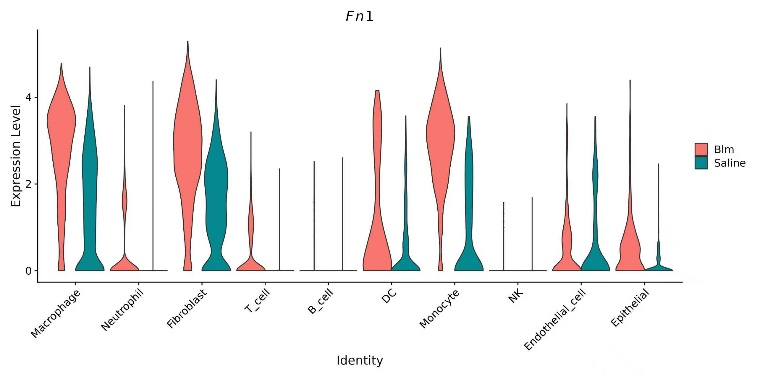 Fn1
Expression Level
4
2
0
Blm
Saline
Macrophage
Neutrophil
Fibroblast
T_cell
B_cell
DC
Monocyte
NK
Endothelial_cell
Epithelial
Identity